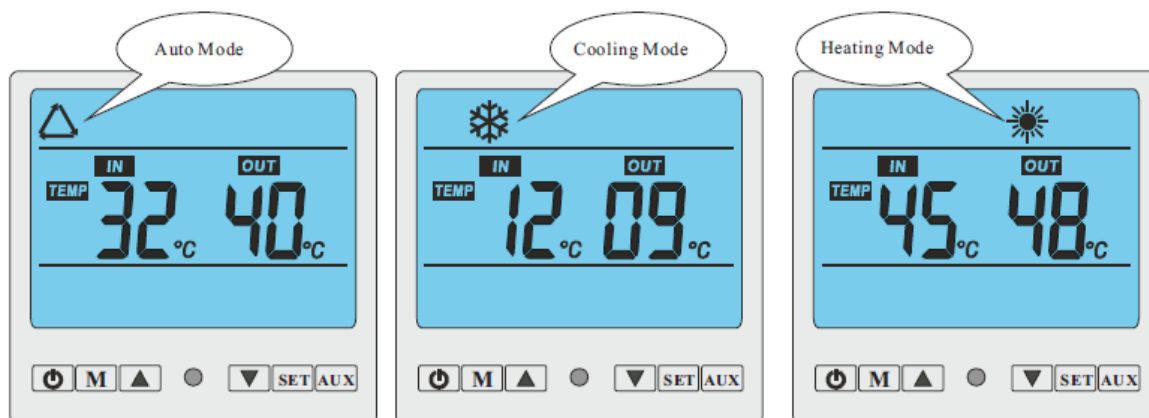 Auto Mode
Cooling Mode
Heating Mode
IN OUT
TEMP 32 °C 40 °C
IN OUT
TEMP 12 °C 09 °C
IN OUT
TEMP 45 °C 48 °C
M SET AUX
M SET AUX
M SET AUX